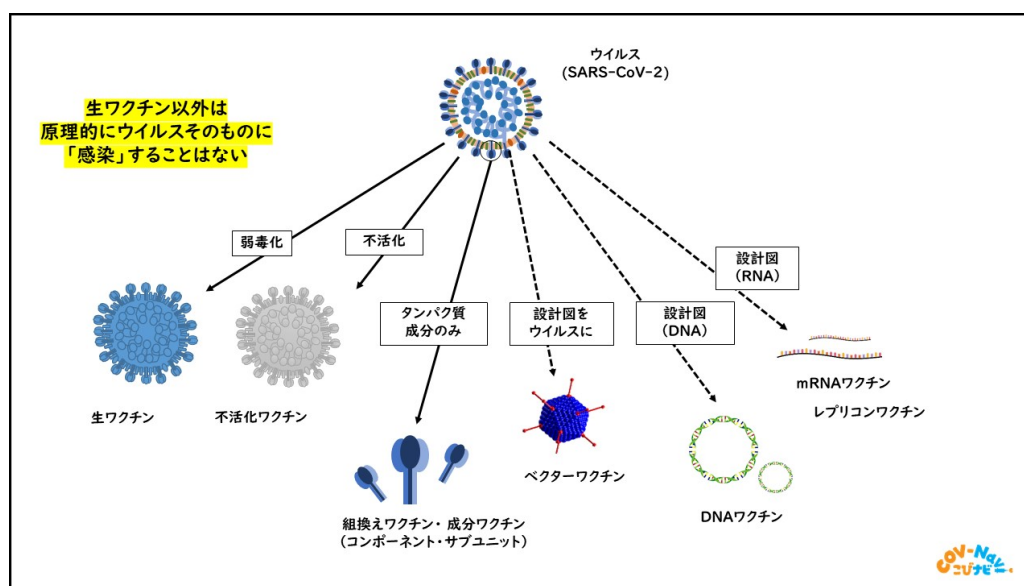 ウイルス
(SARS-CoV-2)
生ワクチン以外は
原理的にウイルスそのものに
「感染」することはない
弱毒化
不活化
設計図
(RNA)
タンパク質
成分のみ
設計図を
ウイルスに
設計図
(DNA)
mRNAワクチン
レプリコンワクチン
生ワクチン
不活化ワクチン
ベクターワクチン
DNAワクチン
組換えワクチン・成分ワクチン
(コンポーネント・サブユニット)
COV-Navi
こびナビ